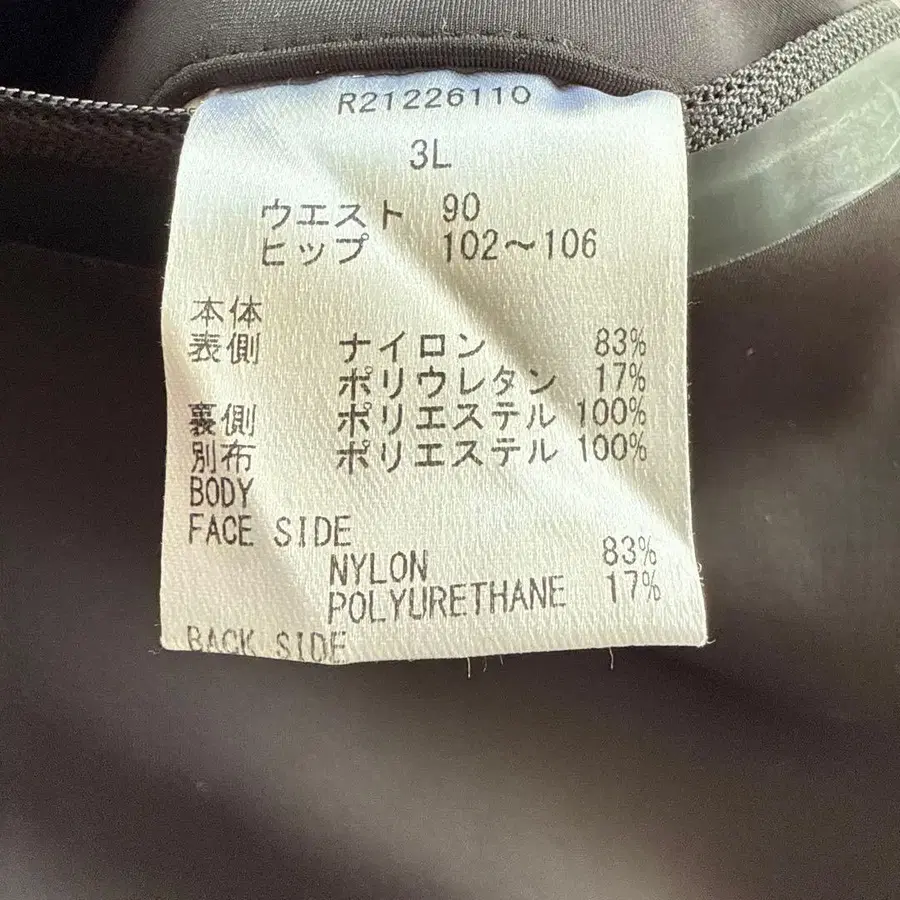 R21226110
3L
ウエスト 90
ヒップ 102～106
本体
表側 ナイロン 83%
ポリウレタン 17%
裏側 ポリエステル 100%
別布 ポリエステル 100%
BODY
FACE SIDE
NYLON 83%
POLYURETHANE 17%
BACK SIDE